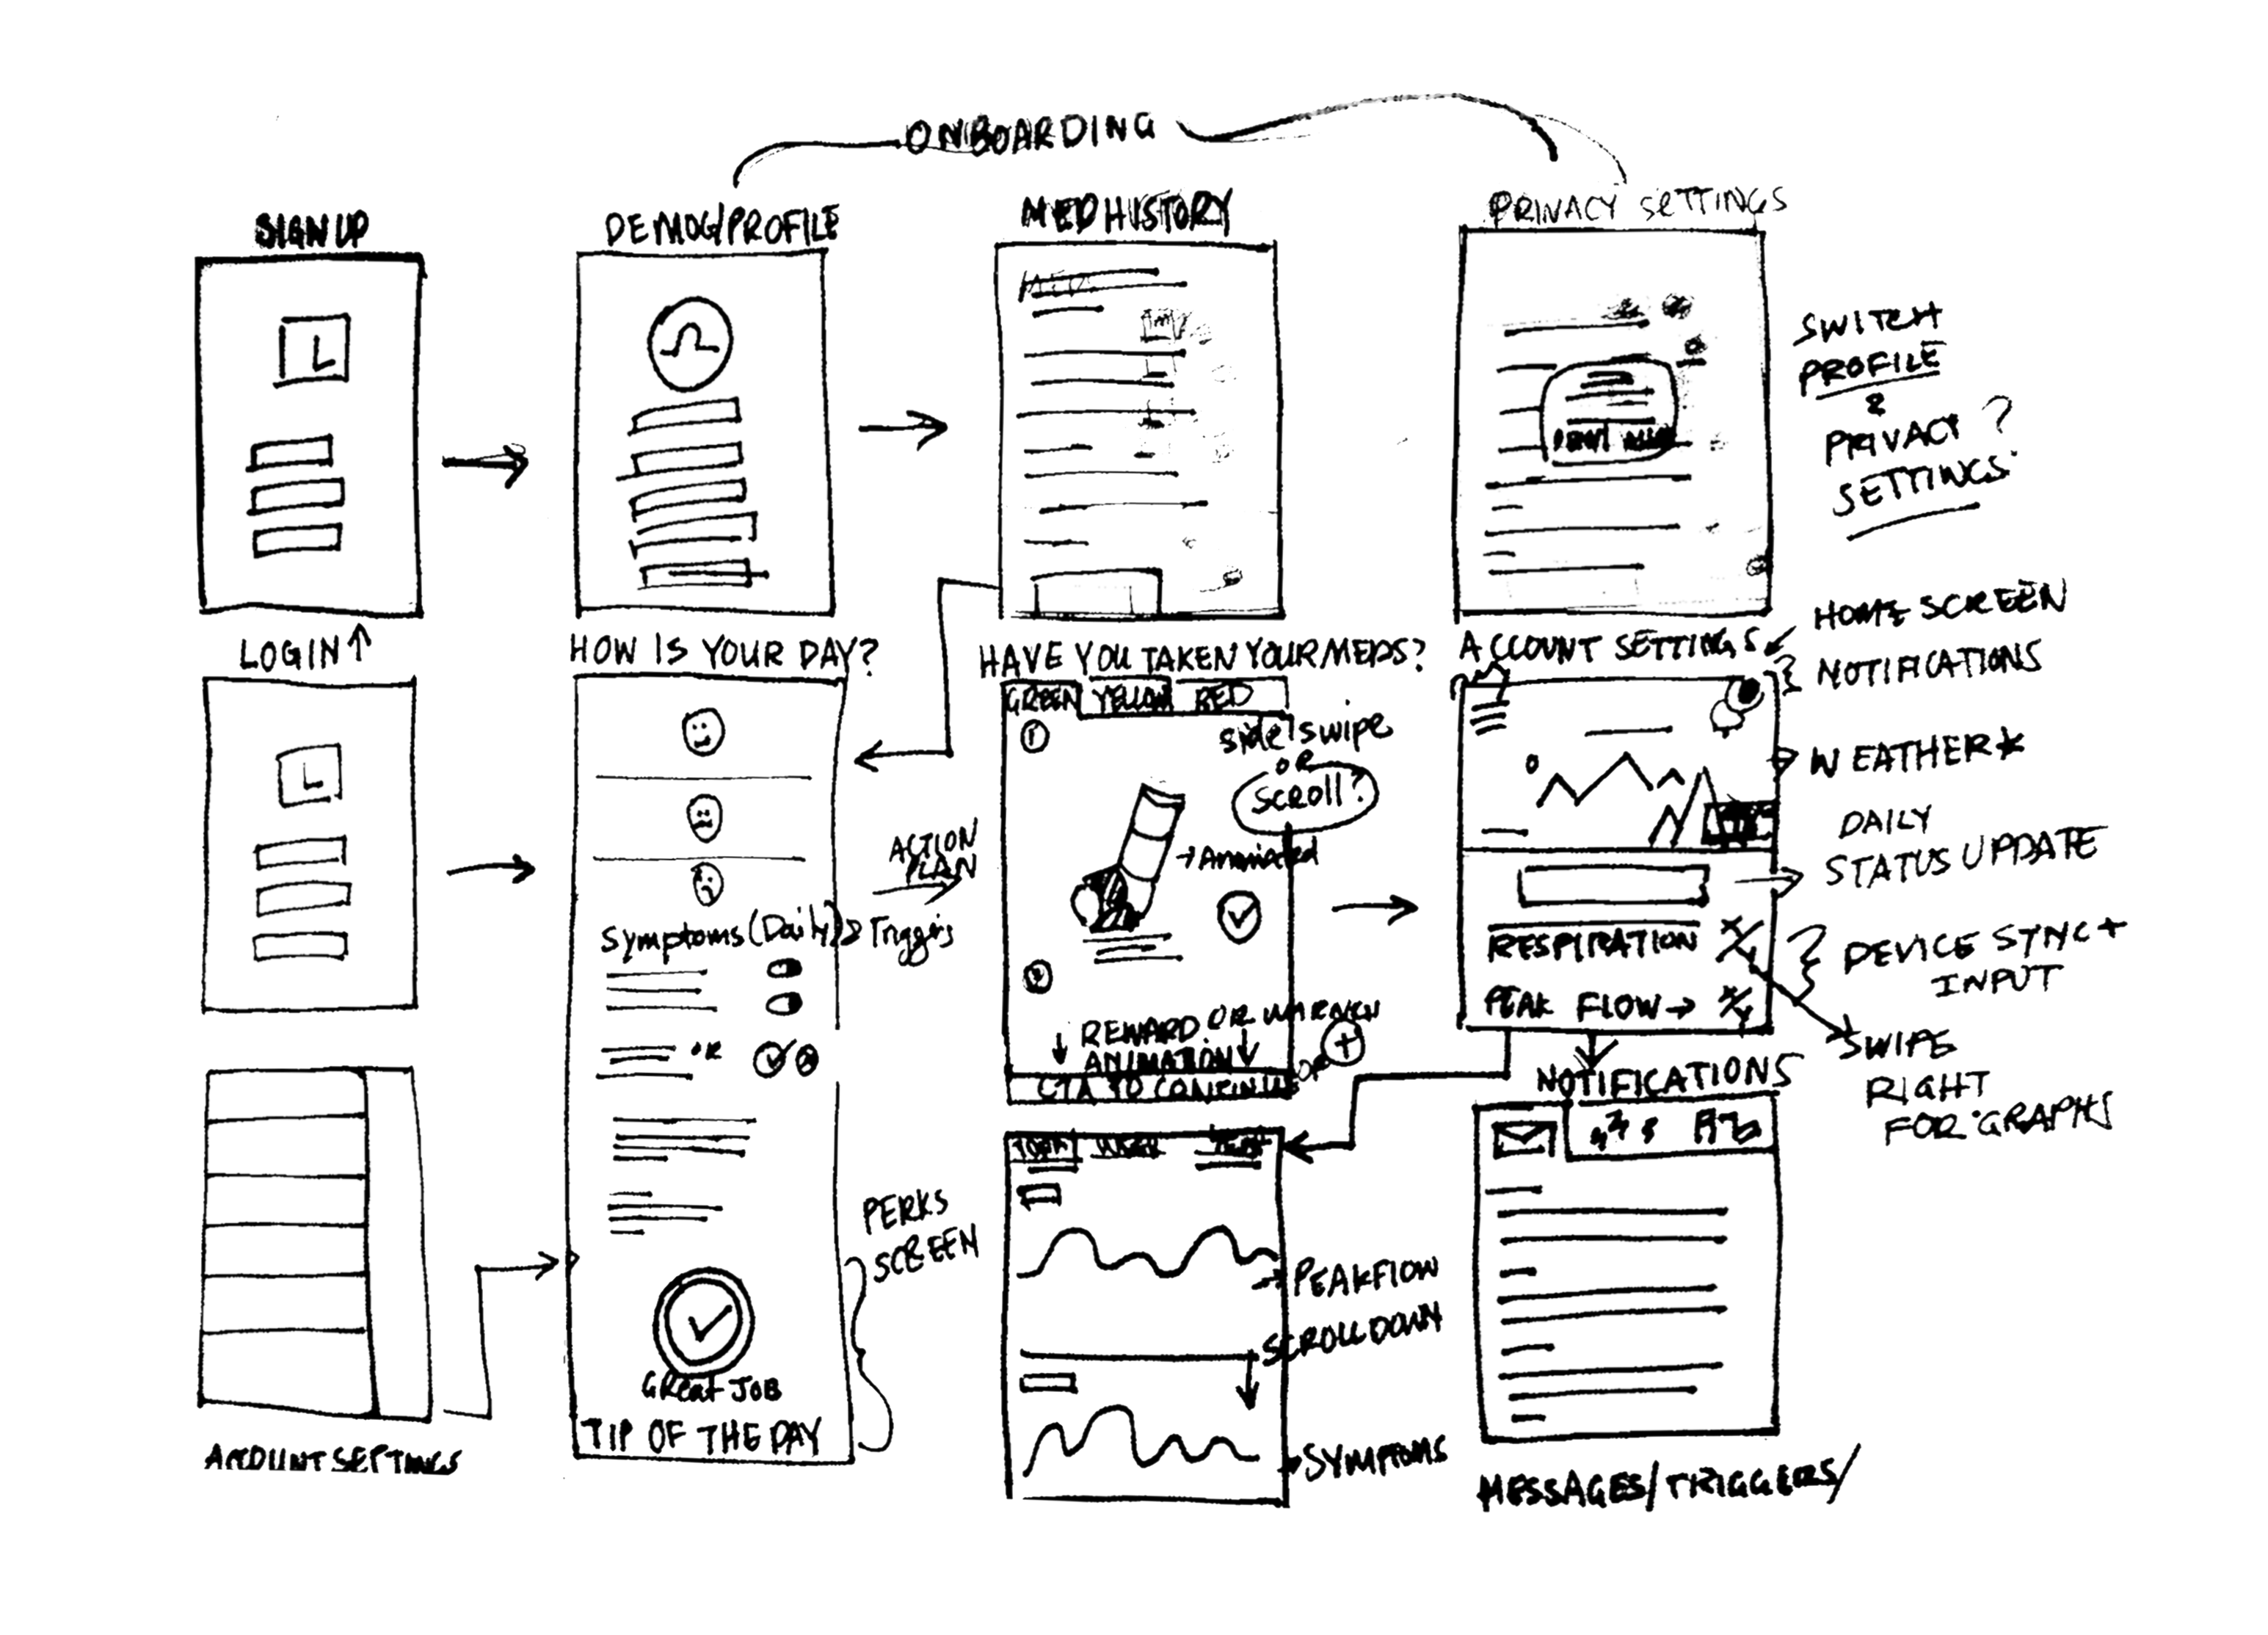 ONBOARDING
SIGN UP
DEMOG/PROFILE
MED HISTORY
PRIVACY SETTINGS
L
SWITCH
PROFILE
&
PRIVACY ?
SETTINGS
LOGIN ↑
HOW IS YOUR DAY?
HAVE YOU TAKEN YOUR MEDS?
ACCOUNT SETTINGS
HOME SCREEN
NOTIFICATIONS
L
GREEN YELLOW RED
1
side/swipe
OR
SCROLL?
→ Animated
ACTION
PLAN
WEATHER*
DAILY
STATUS UPDATE
Symptoms (Daily) & Triggers
OR
2
REWARD OR WARNING
ANIMATION
CTA TO CONTINUE OR +
RESPIRATION X/Y
PEAK FLOW → X/Y
DEVICE SYNC +
INPUT
SWIPE
RIGHT
FOR GRAPHS
NOTIFICATIONS
PERKS
SCREEN
GREAT JOB
TIP OF THE DAY
→ PEAKFLOW
SCROLL DOWN
→ SYMPTOMS
ACCOUNT SETTINGS
MESSAGES/TRIGGERS/